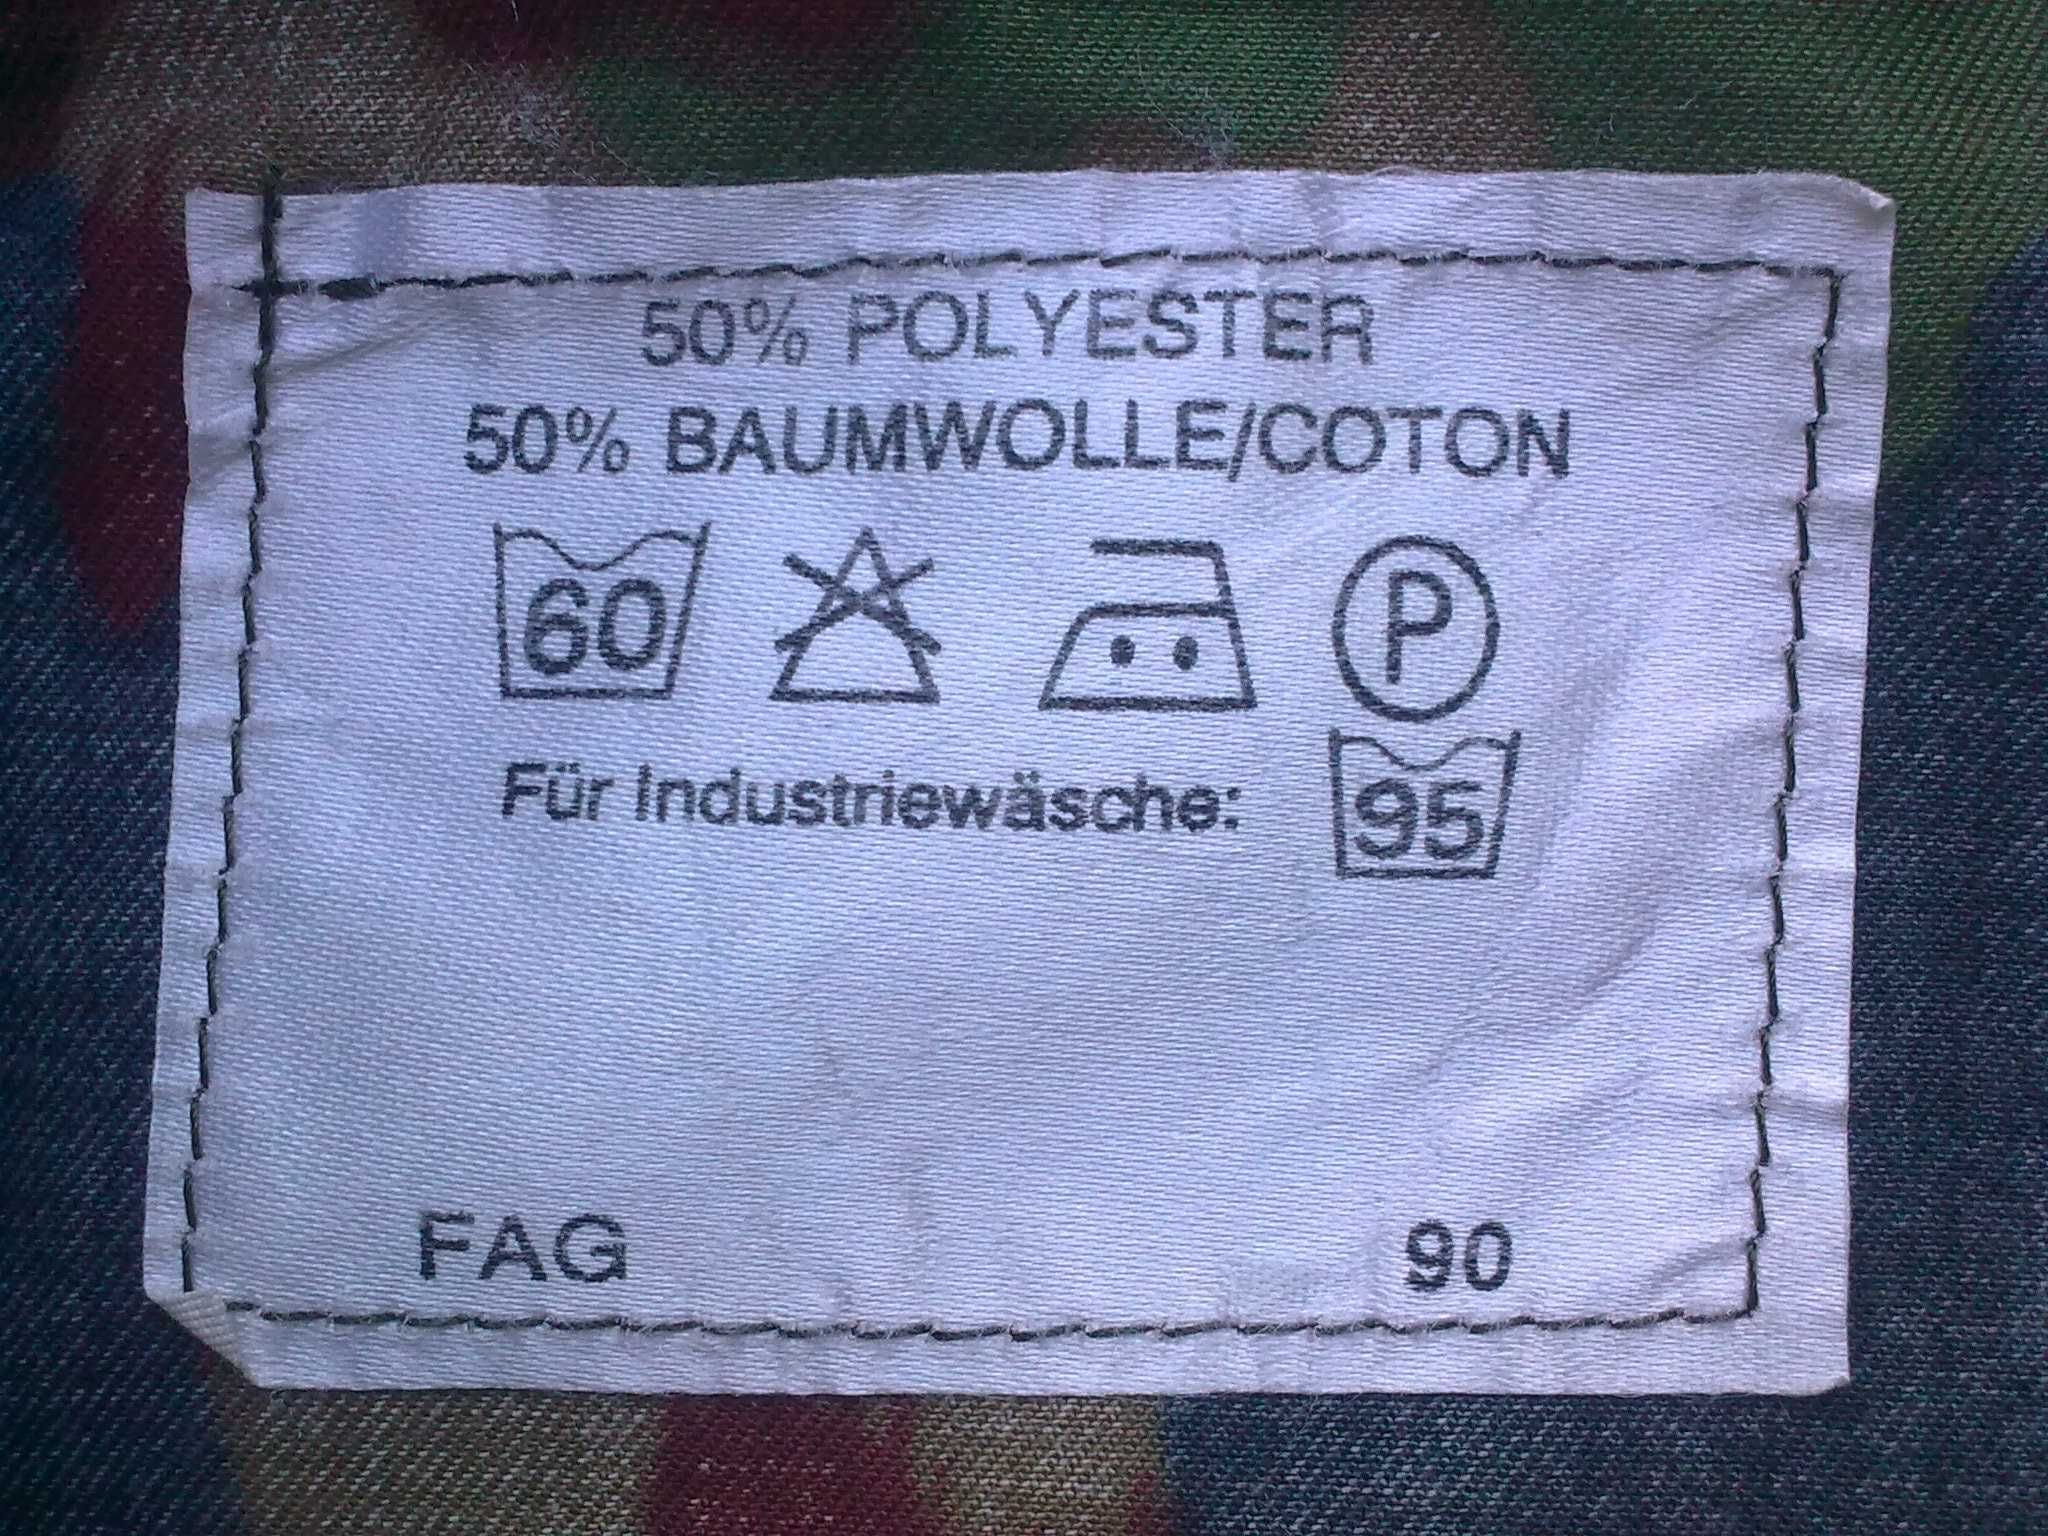 50% POLYESTER
50% BAUMWOLLE/COTON
60 P
Für Industriewäsche: 95
FAG 90